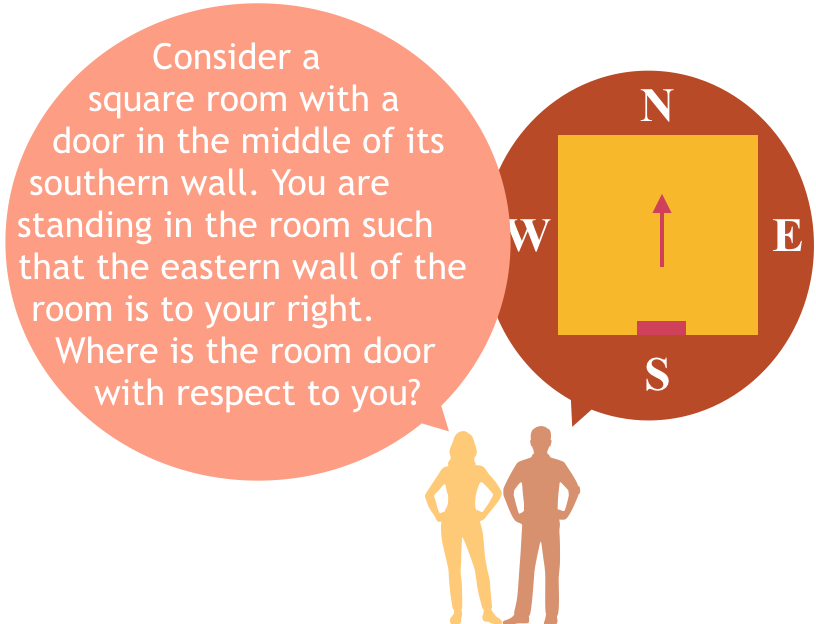 Consider a
square room with a
door in the middle of its
southern wall. You are
standing in the room such
that the eastern wall of the
room is to your right.
Where is the room door
with respect to you?
N
W
E
S